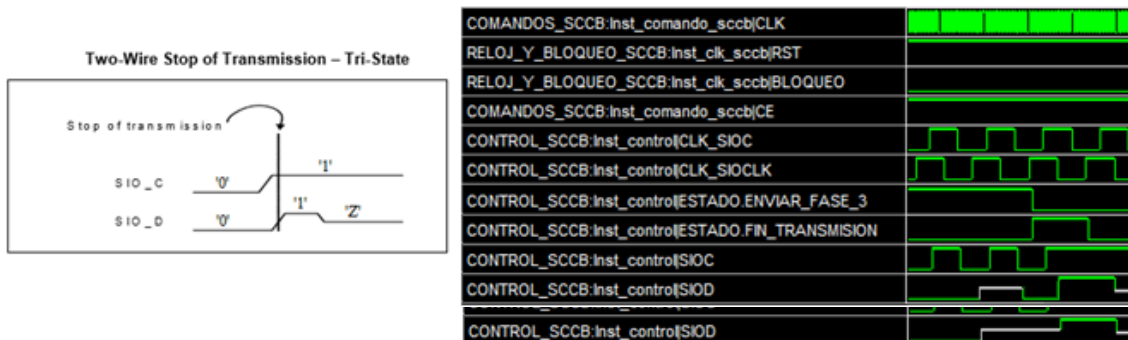 Two-Wire Stop of Transmission – Tri-State
Stop of transmission
SIO_C '0' '1'
SIO_D '0' '1' 'Z'
COMANDOS_SCCB:Inst_comando_sccb|CLK
RELOJ_Y_BLOQUEO_SCCB:Inst_clk_sccb|RST
RELOJ_Y_BLOQUEO_SCCB:Inst_clk_sccb|BLOQUEO
COMANDOS_SCCB:Inst_comando_sccb|CE
CONTROL_SCCB:Inst_control|CLK_SIOC
CONTROL_SCCB:Inst_control|CLK_SIOCLK
CONTROL_SCCB:Inst_control|ESTADO.ENVIAR_FASE_3
CONTROL_SCCB:Inst_control|ESTADO.FIN_TRANSMISION
CONTROL_SCCB:Inst_control|SIOC
CONTROL_SCCB:Inst_control|SIOD
CONTROL_SCCB:Inst_control|SIOD